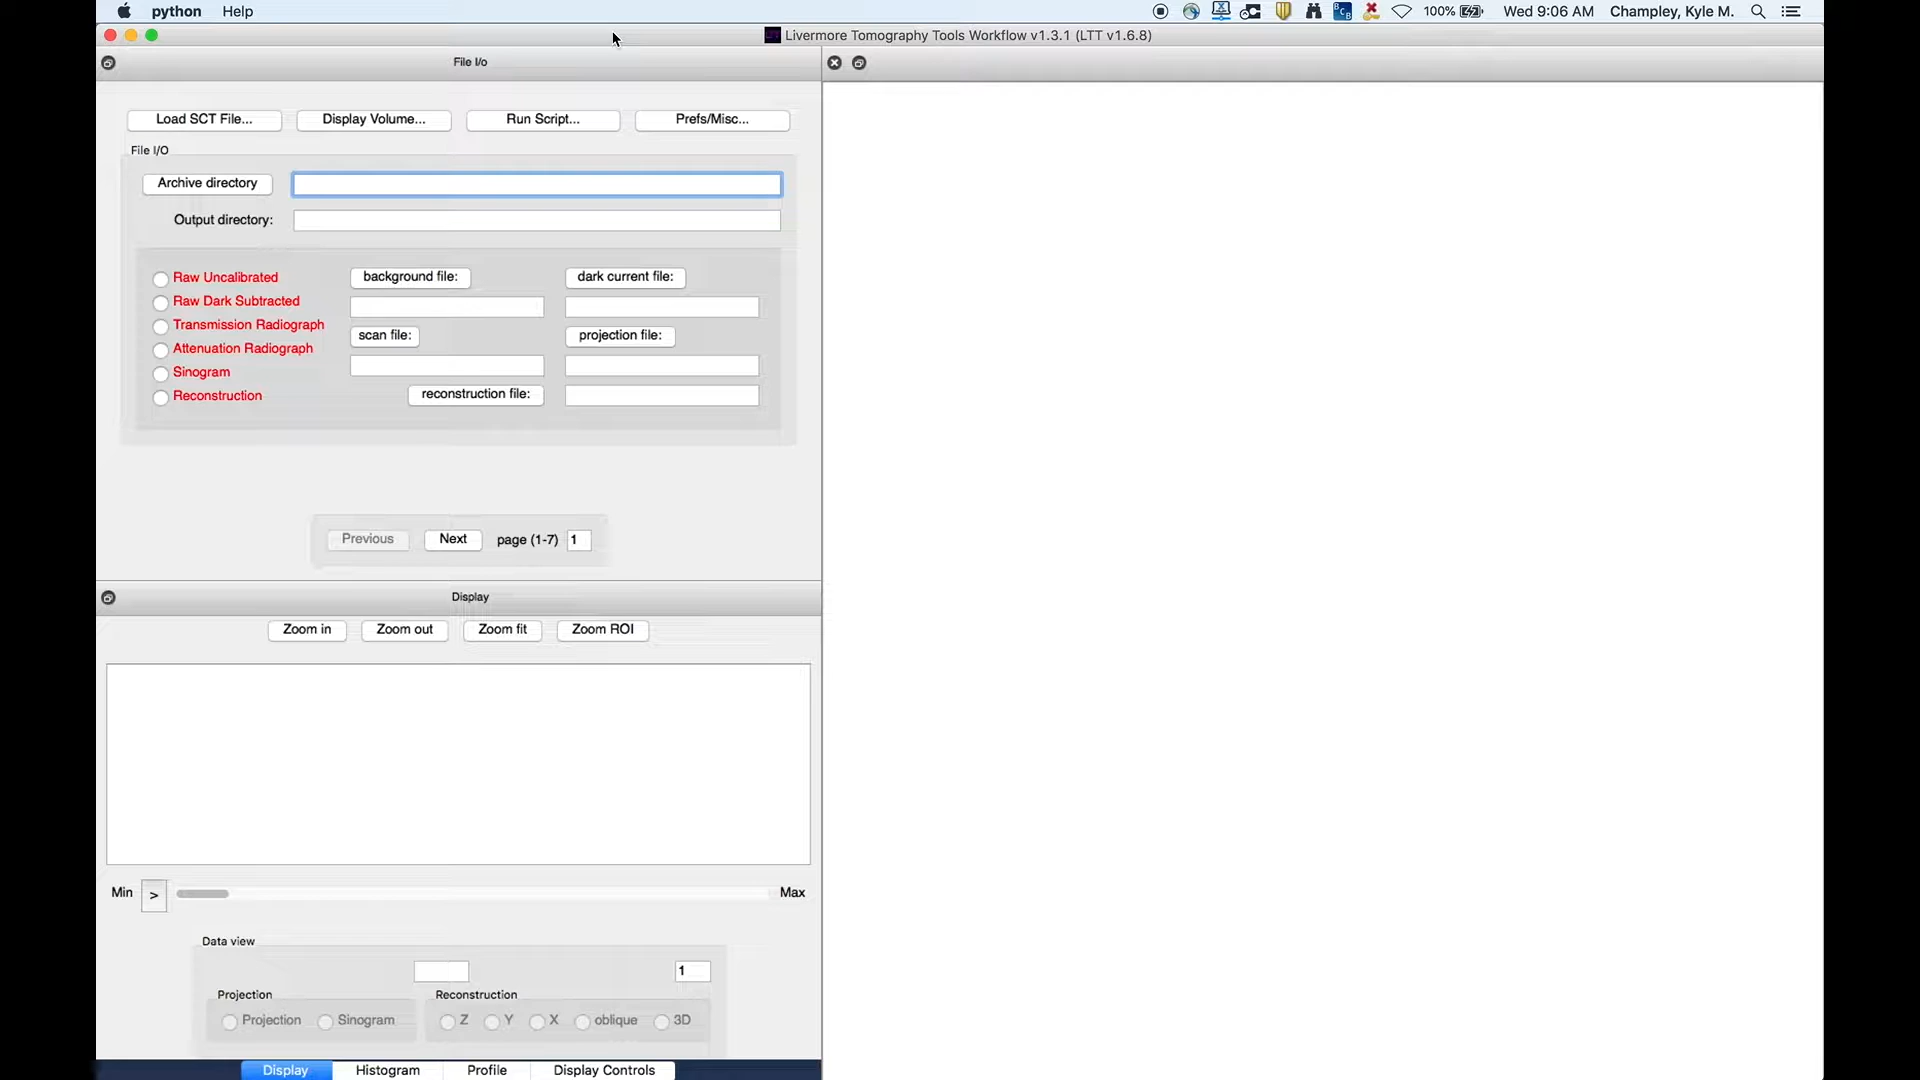 python Help
100% Wed 9:06 AM Champley, Kyle M.
Livermore Tomography Tools Workflow v1.3.1 (LTT v1.6.8)
File I/o
Load SCT File... Display Volume... Run Script... Prefs/Misc...
File I/O
Archive directory
Output directory:
Raw Uncalibrated background file: dark current file:
Raw Dark Subtracted
Transmission Radiograph scan file: projection file:
Attenuation Radiograph
Sinogram
Reconstruction reconstruction file:
Previous Next page (1-7) 1
Display
Zoom in Zoom out Zoom fit Zoom ROI
Min > Max
Data view
1
Projection Reconstruction
Projection Sinogram Z Y X oblique 3D
Display Histogram Profile Display Controls